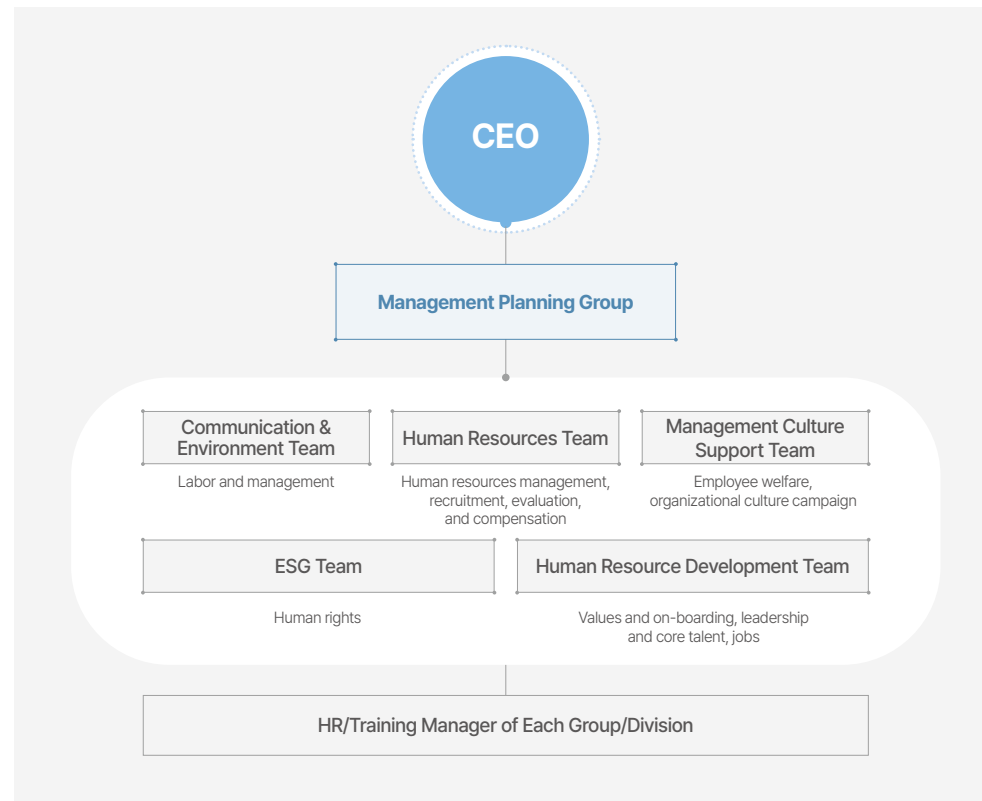 CEO
Management Planning Group
Communication &
Environment Team
Labor and management
Human Resources Team
Human resources management,
recruitment, evaluation,
and compensation
Management Culture
Support Team
Employee welfare,
organizational culture campaign
ESG Team
Human rights
Human Resource Development Team
Values and on-boarding, leadership
and core talent, jobs
HR/Training Manager of Each Group/Division